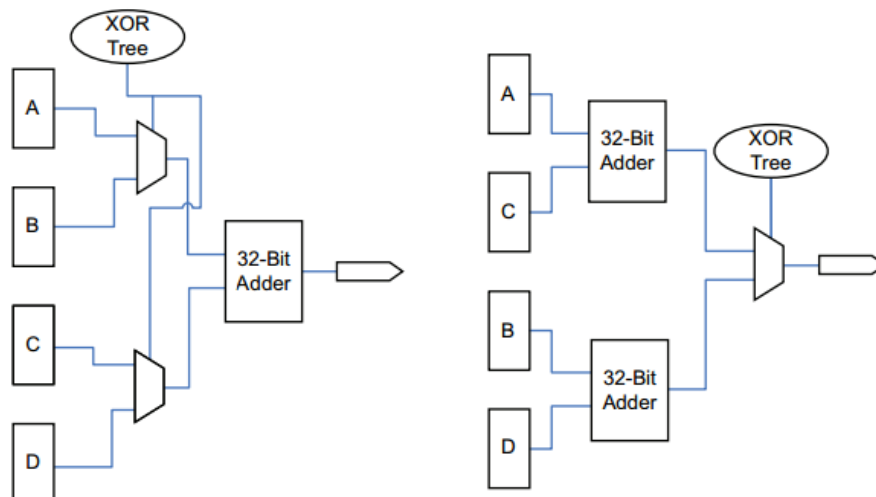 XOR
Tree
A
B
32-Bit
Adder
C
D
A
32-Bit
Adder
XOR
Tree
C
B
32-Bit
Adder
D